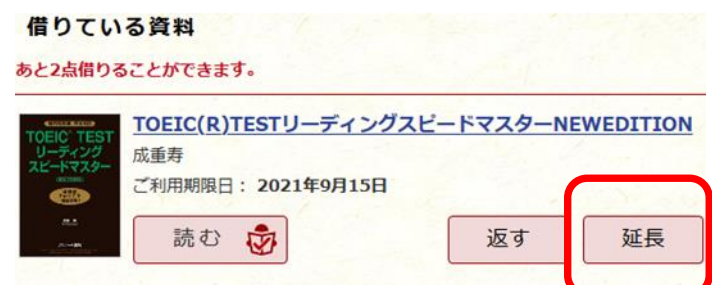 借りている資料
あと2点借りることができます。
TOEIC(R)TESTリーディングスピードマスターNEWEDITION
TOEIC TEST
リーディング
スピードマスター
成重寿
ご利用期限日： 2021年9月15日
読む
返す
延長